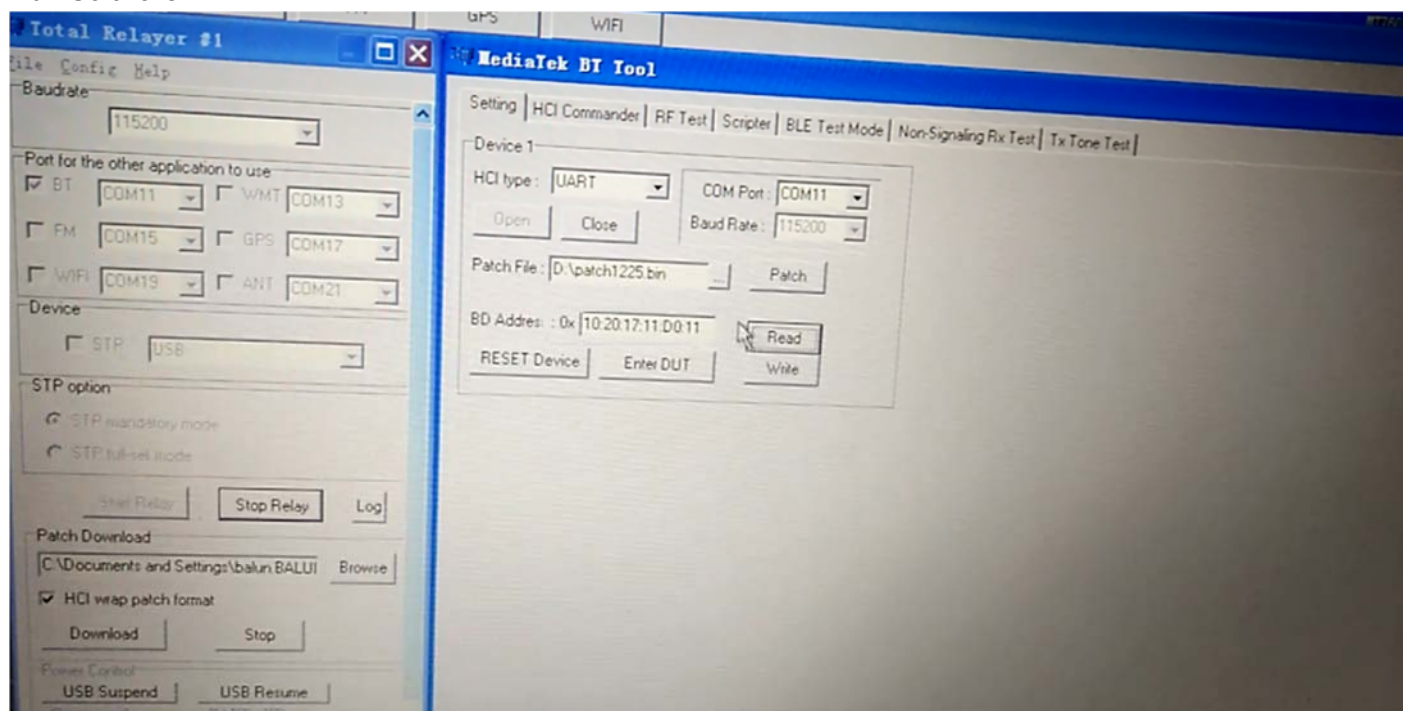 GPS
WIFI
Total Relayer #1
File Config Help
Baudrate
115200
Port for the other application to use
BT COM11 WMT COM13
FM COM15 GPS COM17
WIFI COM19 ANT COM21
Device
STP USB
STP option
STP mandatory mode
STP full-set mode
Start Relay Stop Relay Log
Patch Download
C:\Documents and Settings\balun.BALUI Browse
HCI wrap patch format
Download Stop
Power Control
USB Suspend USB Resume
MediaTek BT Tool
Setting HCI Commander RF Test Scripter BLE Test Mode Non-Signaling Rx Test Tx Tone Test
Device 1
HCI type : UART COM Port : COM11
Open Close Baud Rate : 115200
Patch File : D:\patch1225.bin ... Patch
BD Addres : 0x 10:20:17:11:D0:11 Read
RESET Device Enter DUT Write